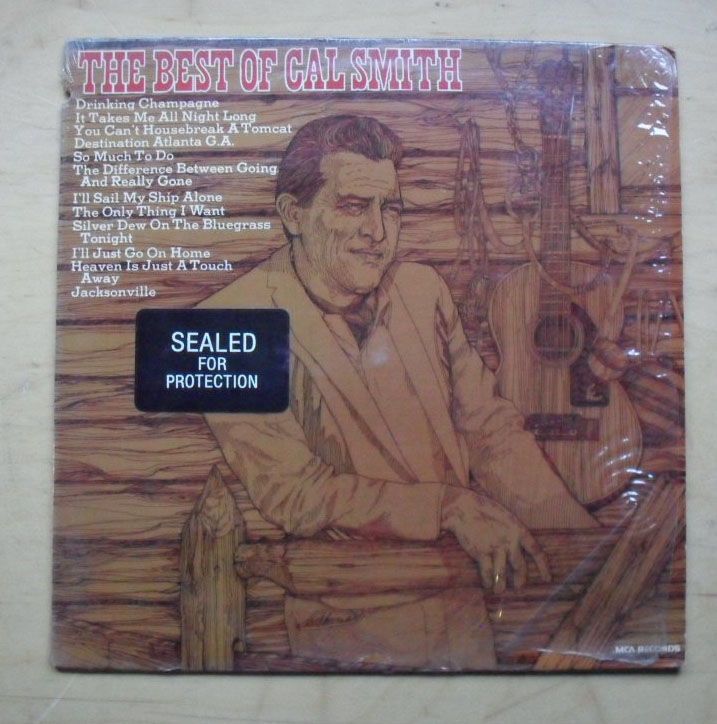 THE BEST OF CAL SMITH
Drinking Champagne
It Takes Me All Night Long
You Can't Housebreak A Tomcat
Destination Atlanta G.A.
So Much To Do
The Difference Between Going
And Really Gone
I'll Sail My Ship Alone
The Only Thing I Want
Silver Dew On The Bluegrass
Tonight
I'll Just Go On Home
Heaven Is Just A Touch
Away
Jacksonville
SEALED
FOR
PROTECTION
MCA RECORDS